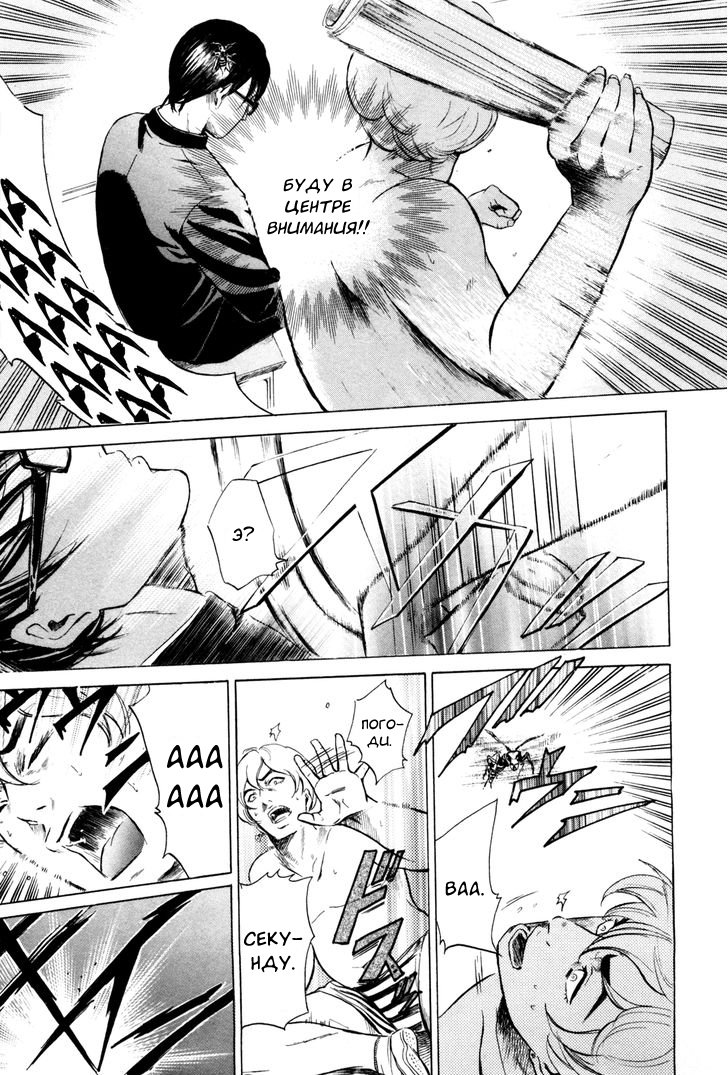 БУДУ В
ЦЕНТРЕ
ВНИМАНИЯ!!
Э?
ВАА.
ПОГО-
ДИ.
СЕКУ-
НДУ.
ААА
ААА